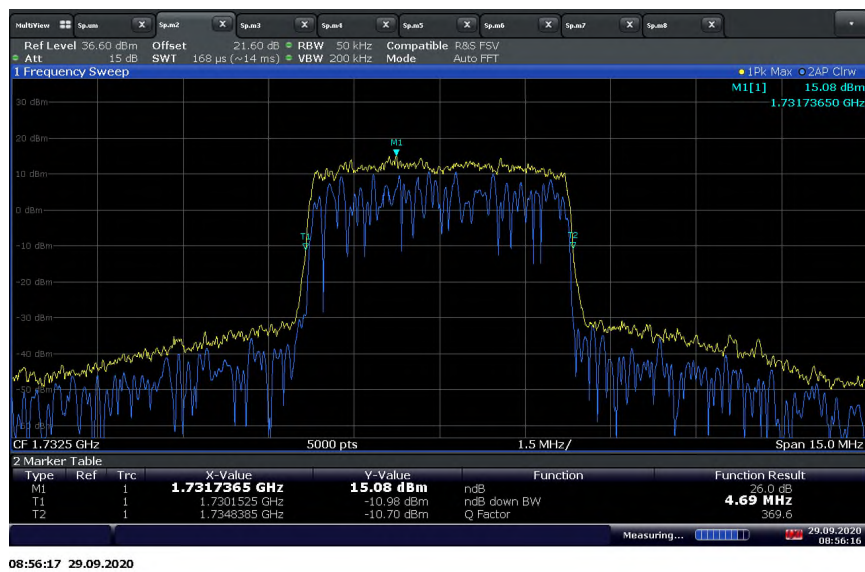 MultiView Sp.um X Sp.m2 X Sp.m3 X Sp.m4 X Sp.m5 X Sp.m6 X Sp.m7 X Sp.m8 X
Ref Level 36.60 dBm Offset 21.60 dB RBW 50 kHz Compatible R&S FSV
Att 15 dB SWT 168 µs (~14 ms) VBW 200 kHz Mode Auto FFT
1 Frequency Sweep 1Pk Max 2AP Clrw
M1[1] 15.08 dBm
1.73173650 GHz
30 dBm
20 dBm
M1
10 dBm
0 dBm
T1 T2
-10 dBm
-20 dBm
-30 dBm
-40 dBm
-50 dBm
-60 dBm
CF 1.7325 GHz 5000 pts 1.5 MHz/ Span 15.0 MHz
2 Marker Table
Type Ref Trc X-Value Y-Value Function Function Result
M1 1 1.7317365 GHz 15.08 dBm ndB 26.0 dB
T1 1 1.7301525 GHz -10.98 dBm ndB down BW 4.69 MHz
T2 1 1.7348385 GHz -10.70 dBm Q Factor 369.6
Measuring... 29.09.2020
08:56:16
08:56:17 29.09.2020